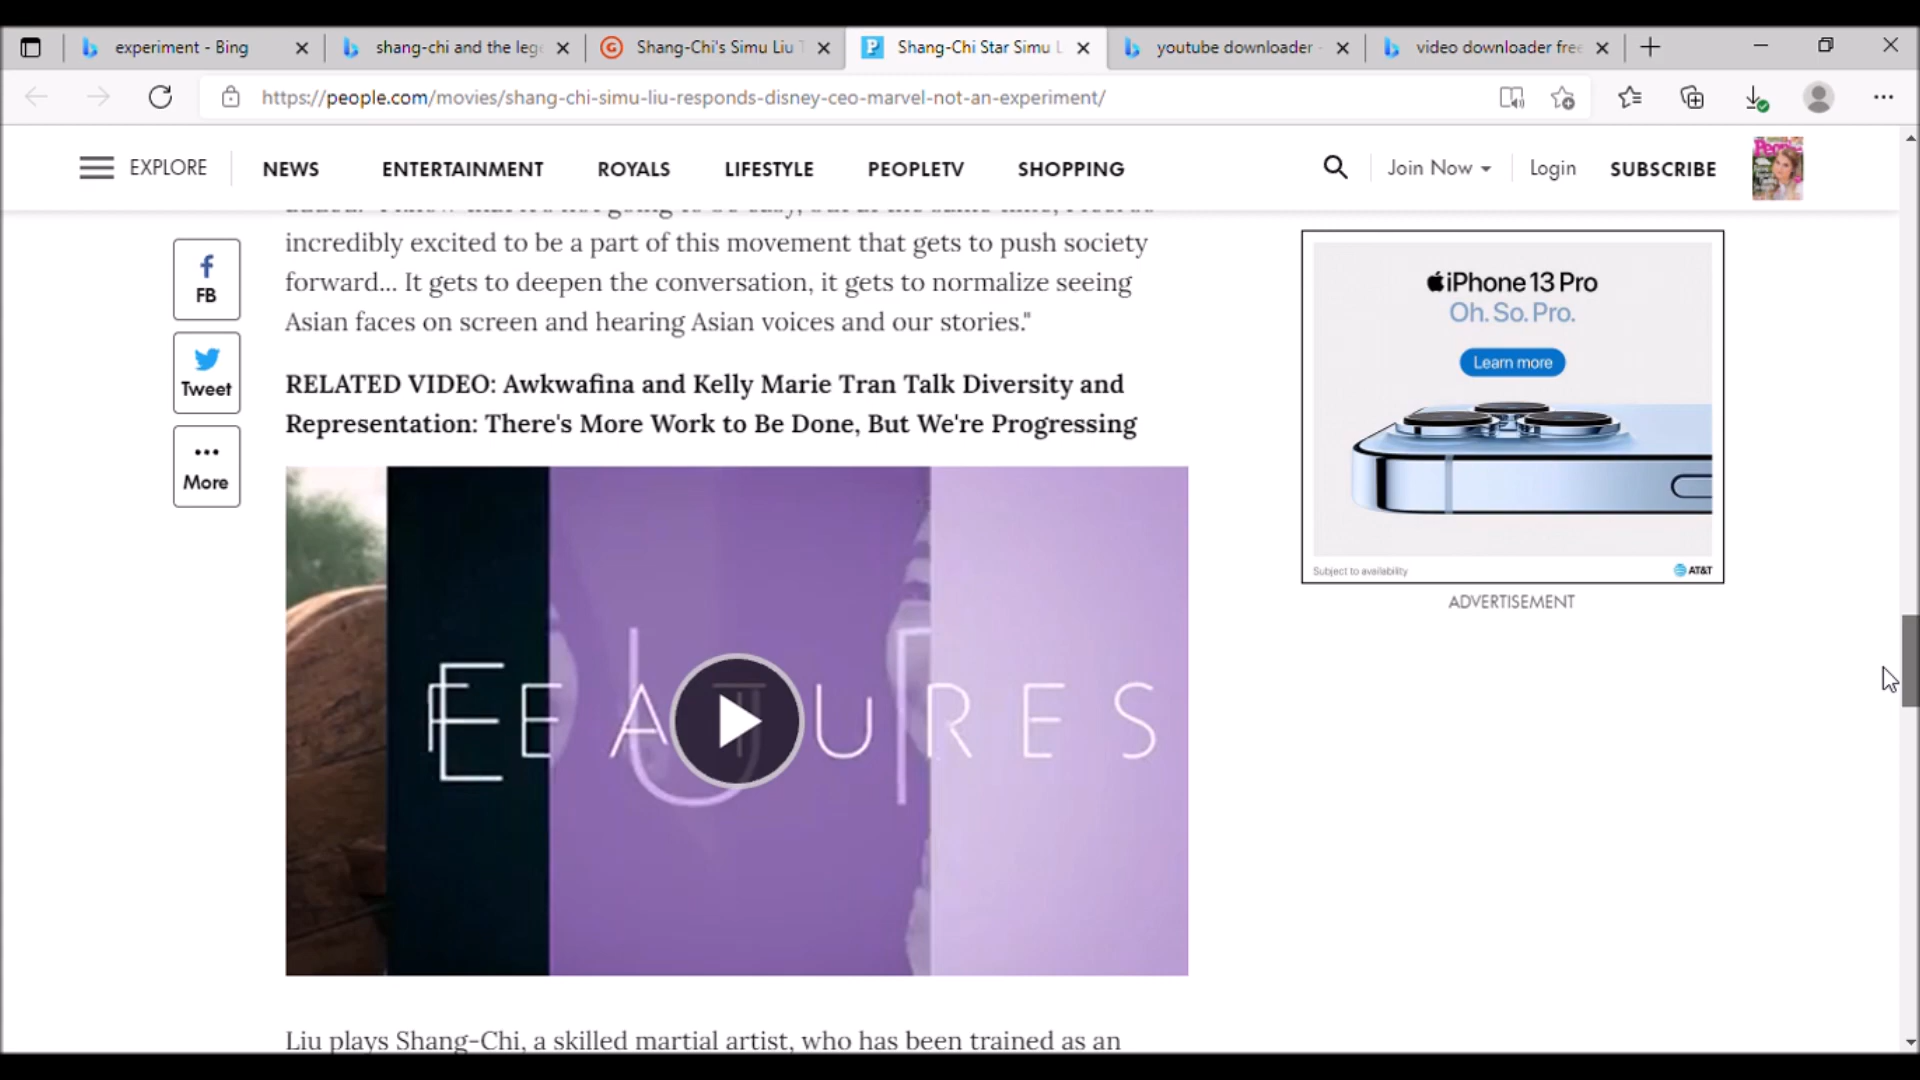 experiment - Bing
shang-chi and the leg
Shang-Chi's Simu Liu T
Shang-Chi Star Simu L
youtube downloader -
video downloader free
https://people.com/movies/shang-chi-simu-liu-responds-disney-ceo-marvel-not-an-experiment/
EXPLORE
NEWS
ENTERTAINMENT
ROYALS
LIFESTYLE
PEOPLETV
SHOPPING
Join Now
Login
SUBSCRIBE
People
incredibly excited to be a part of this movement that gets to push society
forward... It gets to deepen the conversation, it gets to normalize seeing
Asian faces on screen and hearing Asian voices and our stories."
FB
Tweet
More
RELATED VIDEO: Awkwafina and Kelly Marie Tran Talk Diversity and
Representation: There's More Work to Be Done, But We're Progressing
FEATURES
Liu plays Shang-Chi, a skilled martial artist, who has been trained as an
iPhone 13 Pro
Oh. So. Pro.
Learn more
Subject to availability
AT&T
ADVERTISEMENT